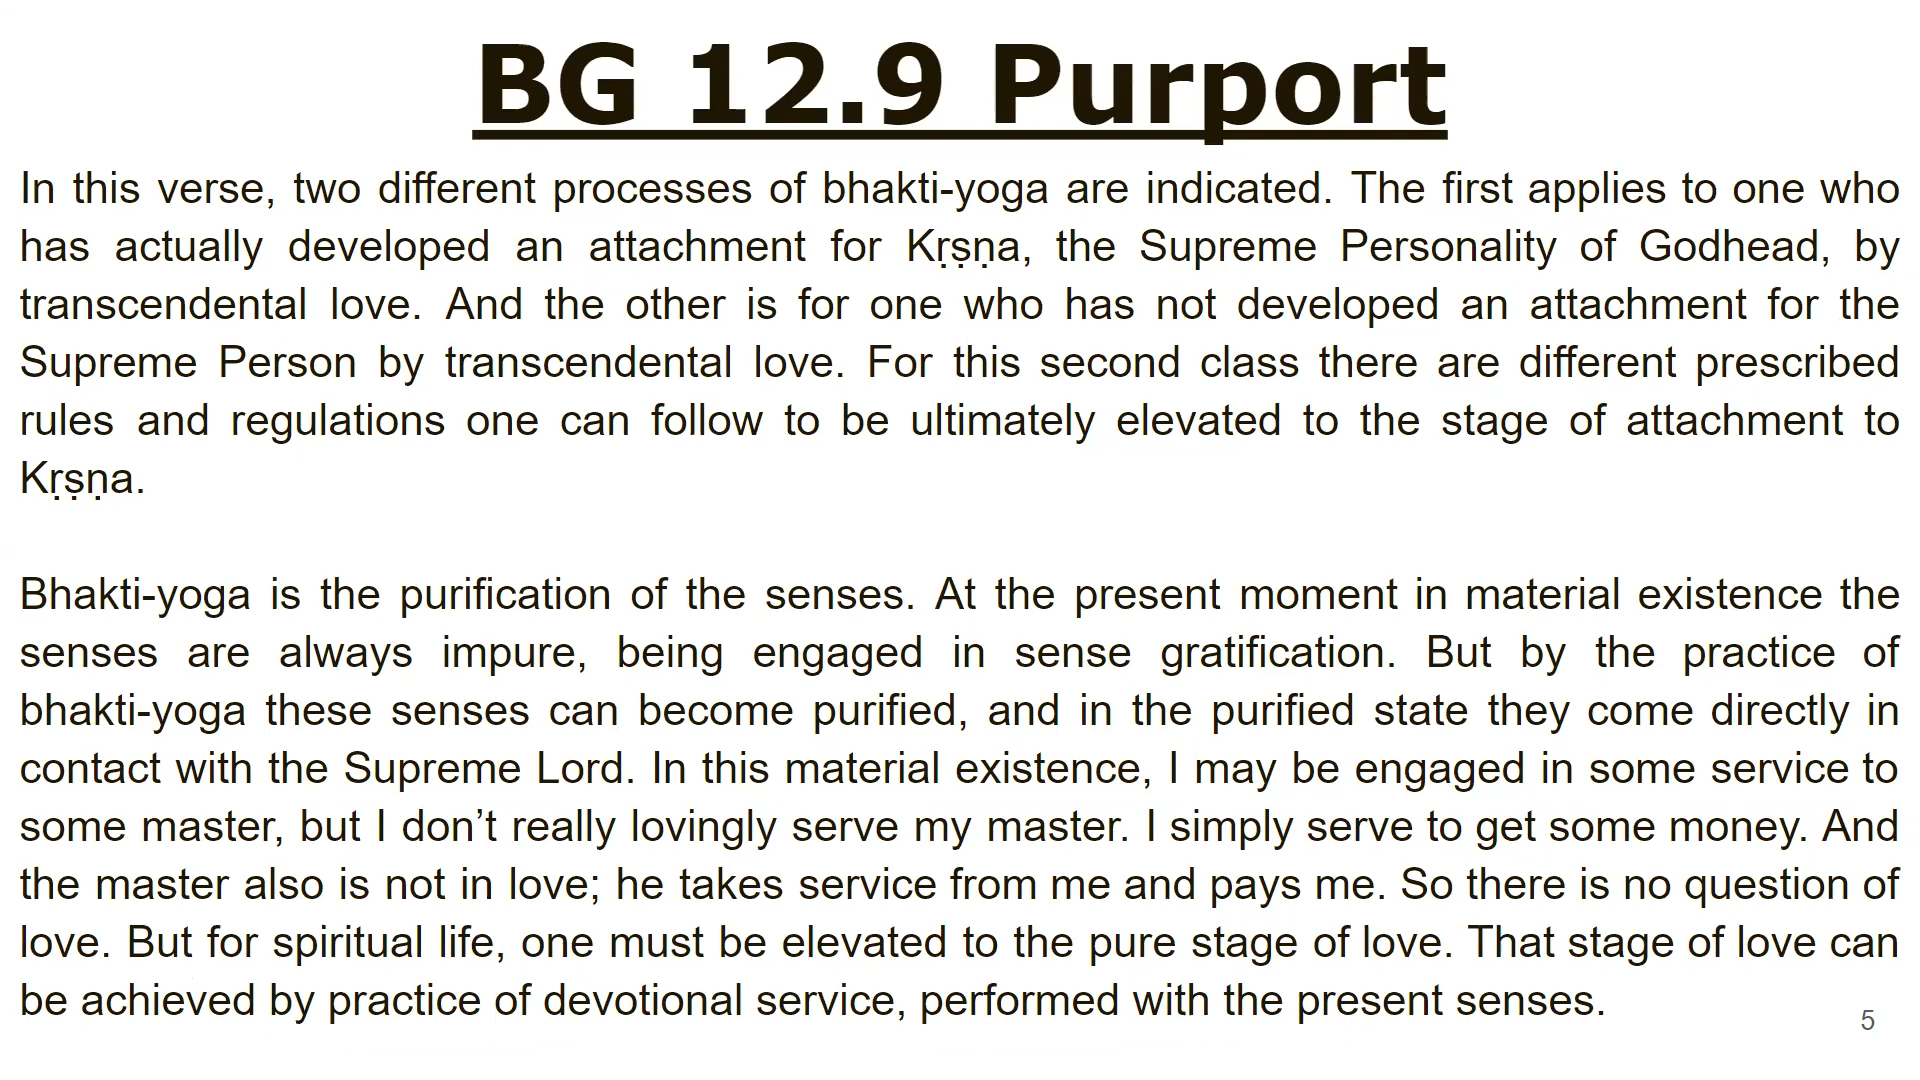 BG 12.9 Purport
In this verse, two different processes of bhakti-yoga are indicated. The first applies to one who
has actually developed an attachment for Kṛṣṇa, the Supreme Personality of Godhead, by
transcendental love. And the other is for one who has not developed an attachment for the
Supreme Person by transcendental love. For this second class there are different prescribed
rules and regulations one can follow to be ultimately elevated to the stage of attachment to
Kṛṣṇa.
Bhakti-yoga is the purification of the senses. At the present moment in material existence the
senses are always impure, being engaged in sense gratification. But by the practice of
bhakti-yoga these senses can become purified, and in the purified state they come directly in
contact with the Supreme Lord. In this material existence, I may be engaged in some service to
some master, but I don’t really lovingly serve my master. I simply serve to get some money. And
the master also is not in love; he takes service from me and pays me. So there is no question of
love. But for spiritual life, one must be elevated to the pure stage of love. That stage of love can
be achieved by practice of devotional service, performed with the present senses.
5